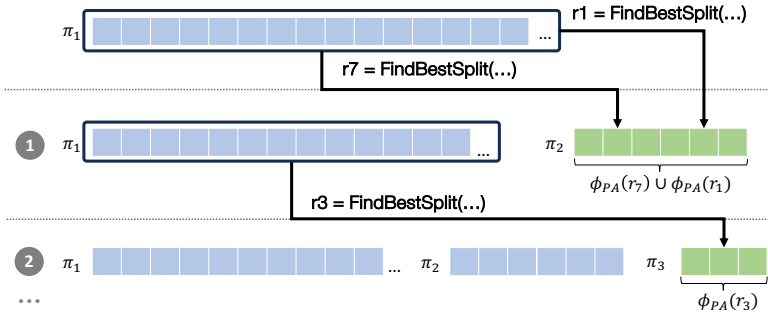 r1 = FindBestSplit(...)
π1 ...
r7 = FindBestSplit(...)
1 π1 ... π2
ϕPA(r7) ∪ ϕPA(r1)
r3 = FindBestSplit(...)
2 π1 ... π2 π3
...
ϕPA(r3)